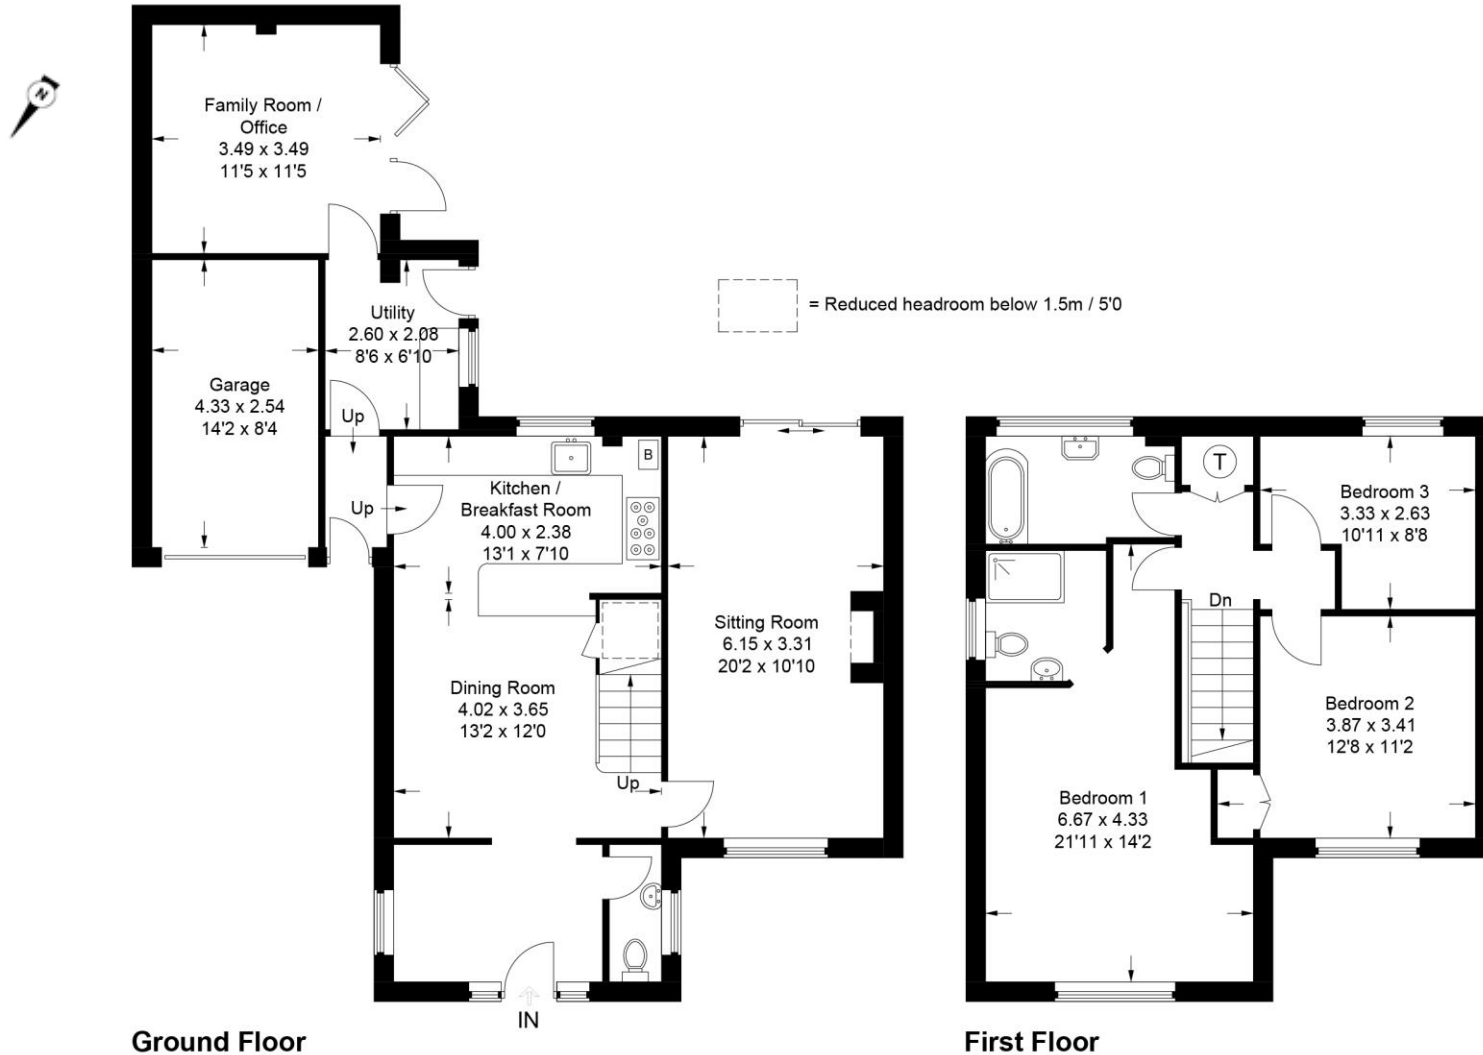 N
Family Room /
Office
3.49 x 3.49
11'5 x 11'5
Utility
2.60 x 2.08
8'6 x 6'10
Garage
4.33 x 2.54
14'2 x 8'4
Up
Up
Kitchen /
Breakfast Room
4.00 x 2.38
13'1 x 7'10
B
Dining Room
4.02 x 3.65
13'2 x 12'0
Up
Sitting Room
6.15 x 3.31
20'2 x 10'10
IN
Ground Floor
= Reduced headroom below 1.5m / 5'0
T
Bedroom 3
3.33 x 2.63
10'11 x 8'8
Dn
Bedroom 2
3.87 x 3.41
12'8 x 11'2
Bedroom 1
6.67 x 4.33
21'11 x 14'2
First Floor